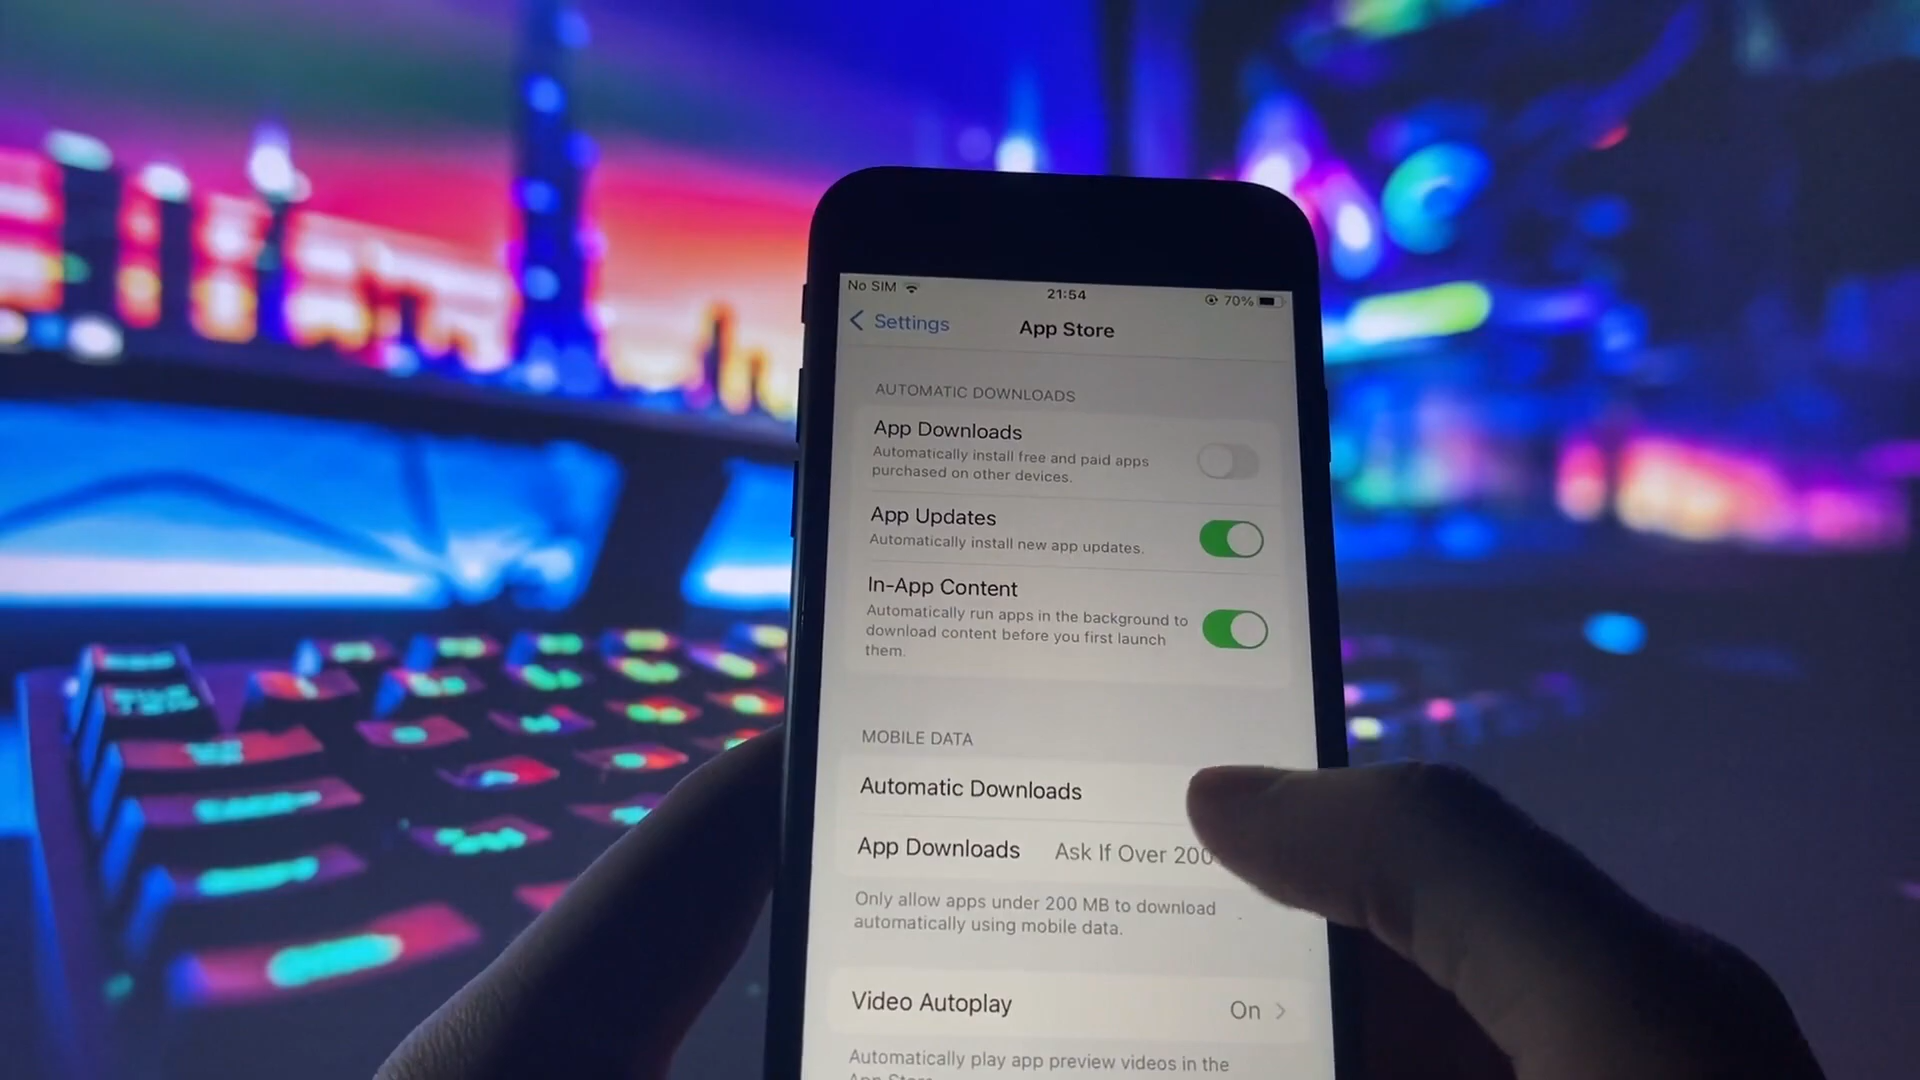 No SIM 21:54 70%
Settings App Store
AUTOMATIC DOWNLOADS
App Downloads
Automatically install free and paid apps
purchased on other devices.
App Updates
Automatically install new app updates.
In-App Content
Automatically run apps in the background to
download content before you first launch
them.
MOBILE DATA
Automatic Downloads
App Downloads Ask If Over 200
Only allow apps under 200 MB to download
automatically using mobile data.
Video Autoplay On
Automatically play app preview videos in the
App Store.